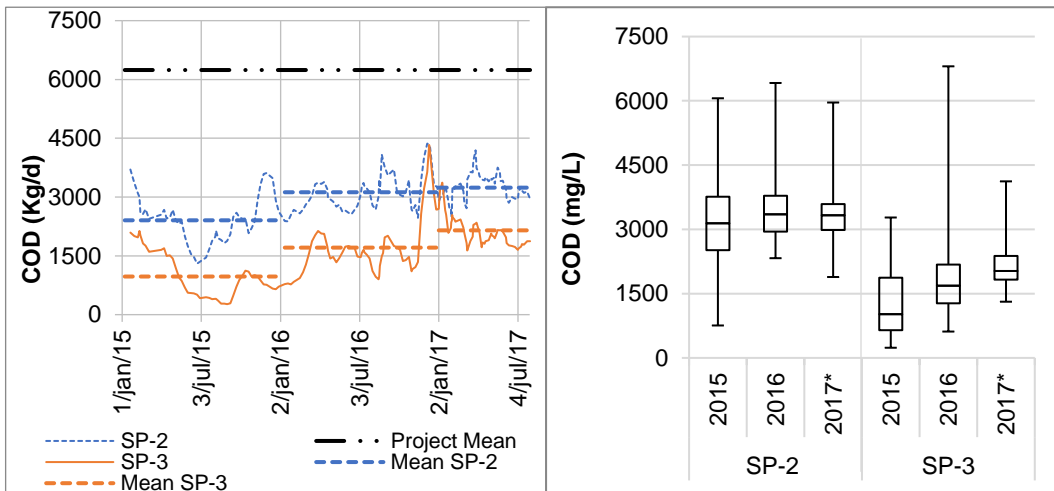 7500
6000
4500
3000
1500
0
COD (Kg/d)
1/jan/15
3/jul/15
2/jan/16
3/jul/16
2/jan/17
4/jul/17
SP-2
Project Mean
SP-3
Mean SP-2
Mean SP-3
7500
6000
4500
3000
1500
0
COD (mg/L)
2015
2016
2017*
2015
2016
2017*
SP-2
SP-3